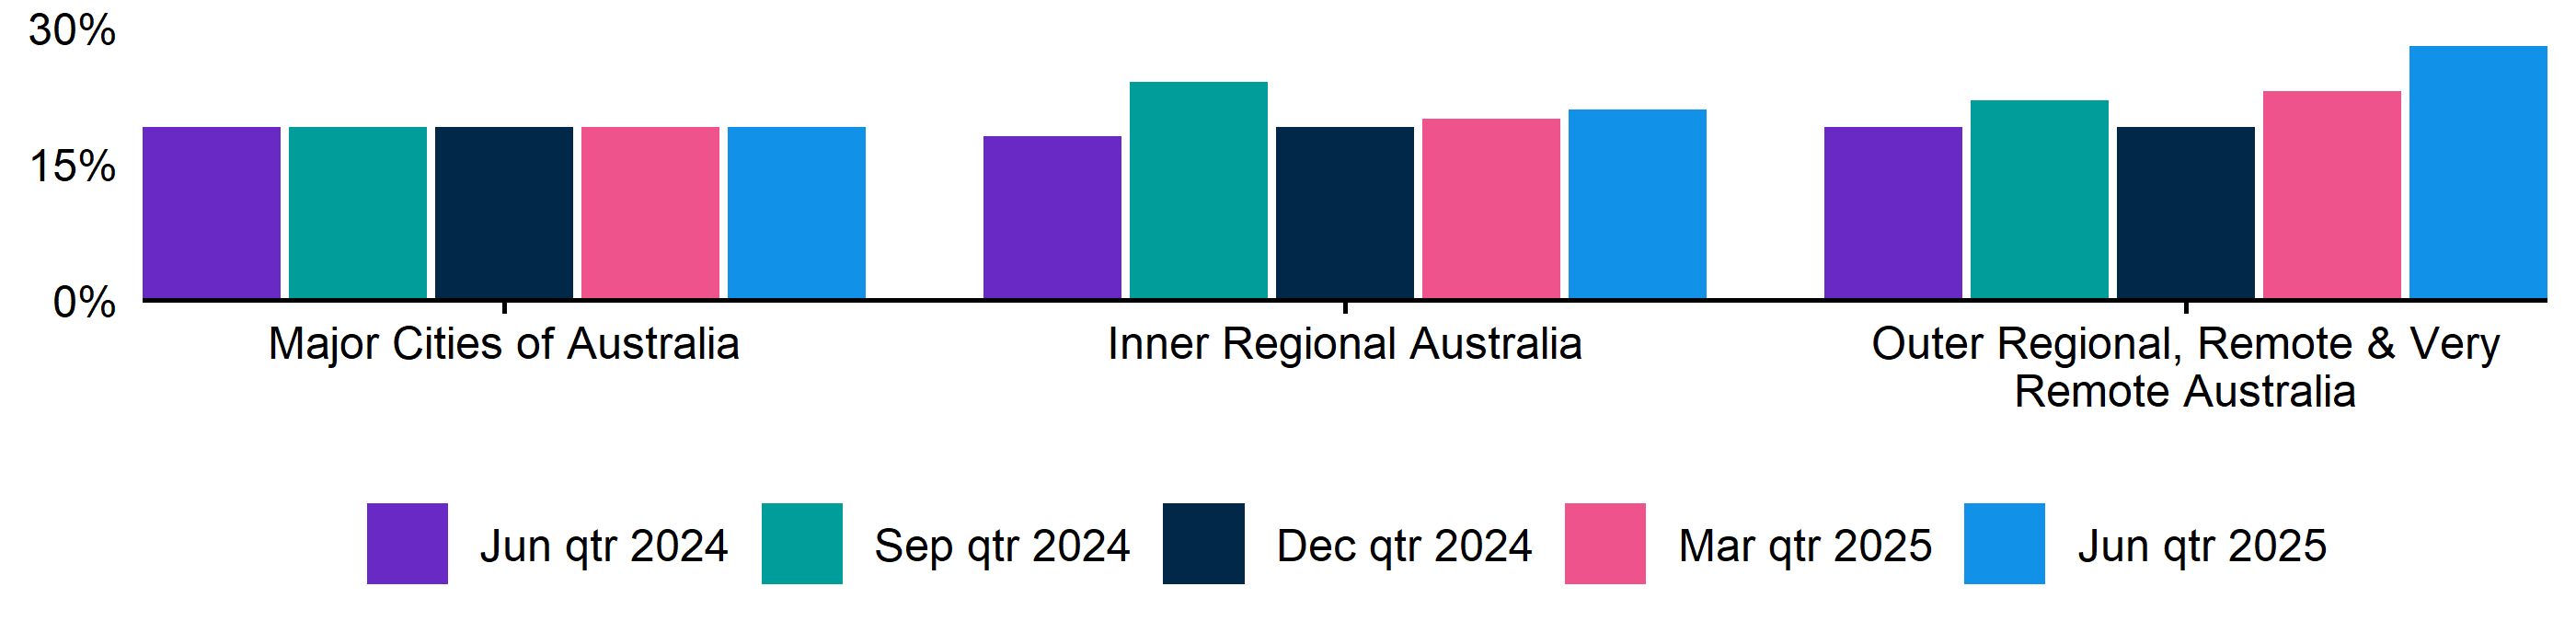 30%
15%
0%
Major Cities of Australia
Inner Regional Australia
Outer Regional, Remote & Very
Remote Australia
Jun qtr 2024
Sep qtr 2024
Dec qtr 2024
Mar qtr 2025
Jun qtr 2025